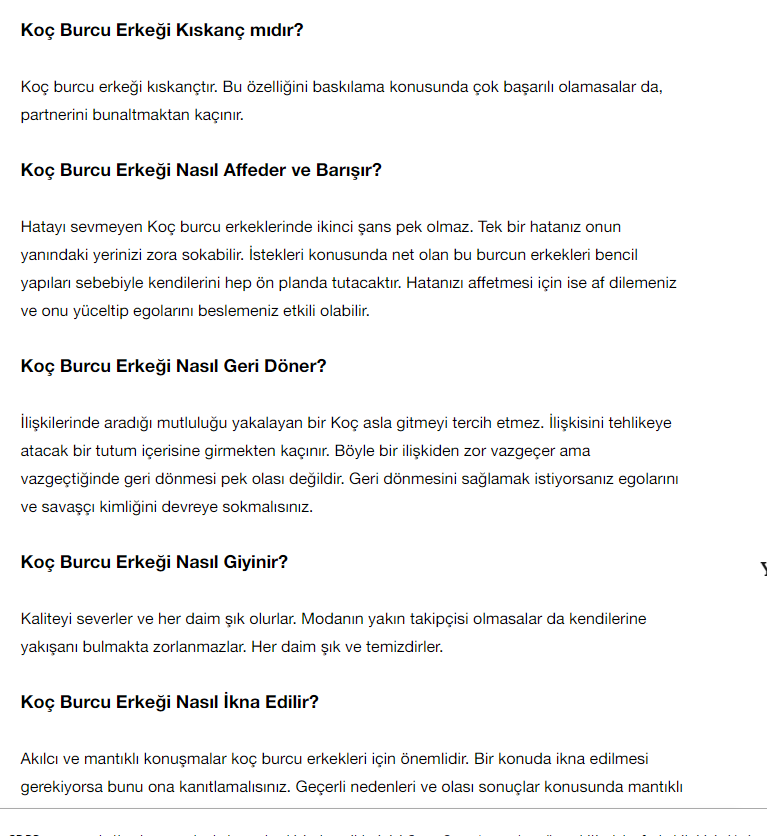 Koç Burcu Erkeği Kıskanç mıdır?
Koç burcu erkeği kıskançtır. Bu özelliğini baskılama konusunda çok başarılı olamasalar da,
partnerini bunaltmaktan kaçınır.
Koç Burcu Erkeği Nasıl Affeder ve Barışır?
Hatayı sevmeyen Koç burcu erkeklerinde ikinci şans pek olmaz. Tek bir hatanız onun
yanındaki yerinizi zora sokabilir. İstekleri konusunda net olan bu burcun erkekleri bencil
yapıları sebebiyle kendilerini hep ön planda tutacaktır. Hatanızı affetmesi için ise af dilemeniz
ve onu yüceltip egolarını beslemeniz etkili olabilir.
Koç Burcu Erkeği Nasıl Geri Döner?
İlişkilerinde aradığı mutluluğu yakalayan bir Koç asla gitmeyi tercih etmez. İlişkisini tehlikeye
atacak bir tutum içerisine girmekten kaçınır. Böyle bir ilişkiden zor vazgeçer ama
vazgeçtiğinde geri dönmesi pek olası değildir. Geri dönmesini sağlamak istiyorsanız egolarını
ve savaşçı kimliğini devreye sokmalısınız.
Koç Burcu Erkeği Nasıl Giyinir?
Kaliteyi severler ve her daim şık olurlar. Modanın yakın takipçisi olmasalar da kendilerine
yakışanı bulmakta zorlanmazlar. Her daim şık ve temizdirler.
Koç Burcu Erkeği Nasıl İkna Edilir?
Akılcı ve mantıklı konuşmalar koç burcu erkekleri için önemlidir. Bir konuda ikna edilmesi
gerekiyorsa bunu ona kanıtlamalısınız. Geçerli nedenleri ve olası sonuçlar konusunda mantıklı